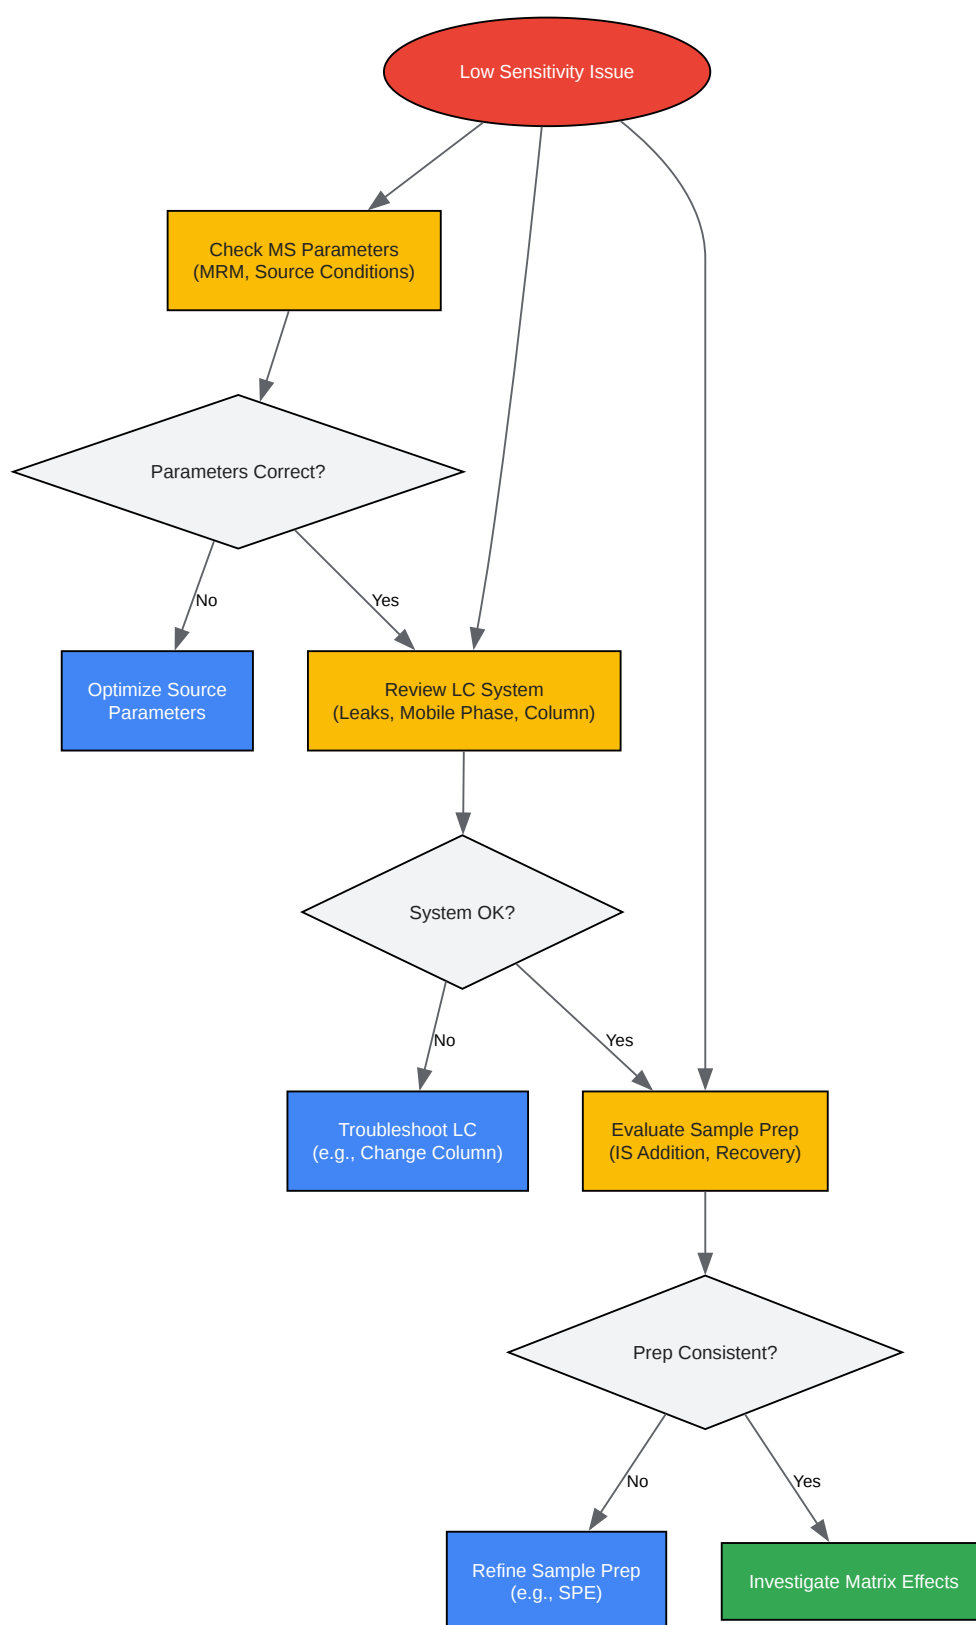 Low Sensitivity Issue
Check MS Parameters
(MRM, Source Conditions)
Parameters Correct?
No
Yes
Optimize Source
Parameters
Review LC System
(Leaks, Mobile Phase, Column)
System OK?
No
Yes
Troubleshoot LC
(e.g., Change Column)
Evaluate Sample Prep
(IS Addition, Recovery)
Prep Consistent?
No
Yes
Refine Sample Prep
(e.g., SPE)
Investigate Matrix Effects